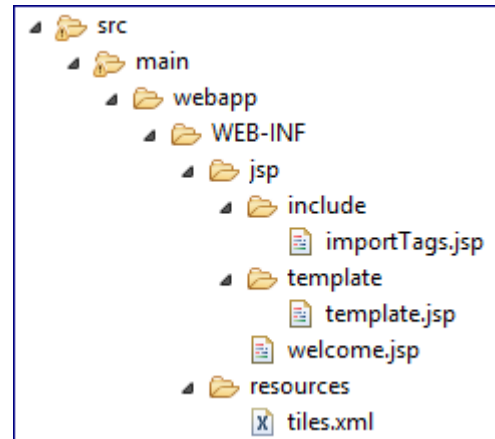 src
main
webapp
WEB-INF
jsp
include
importTags.jsp
template
template.jsp
welcome.jsp
resources
tiles.xml